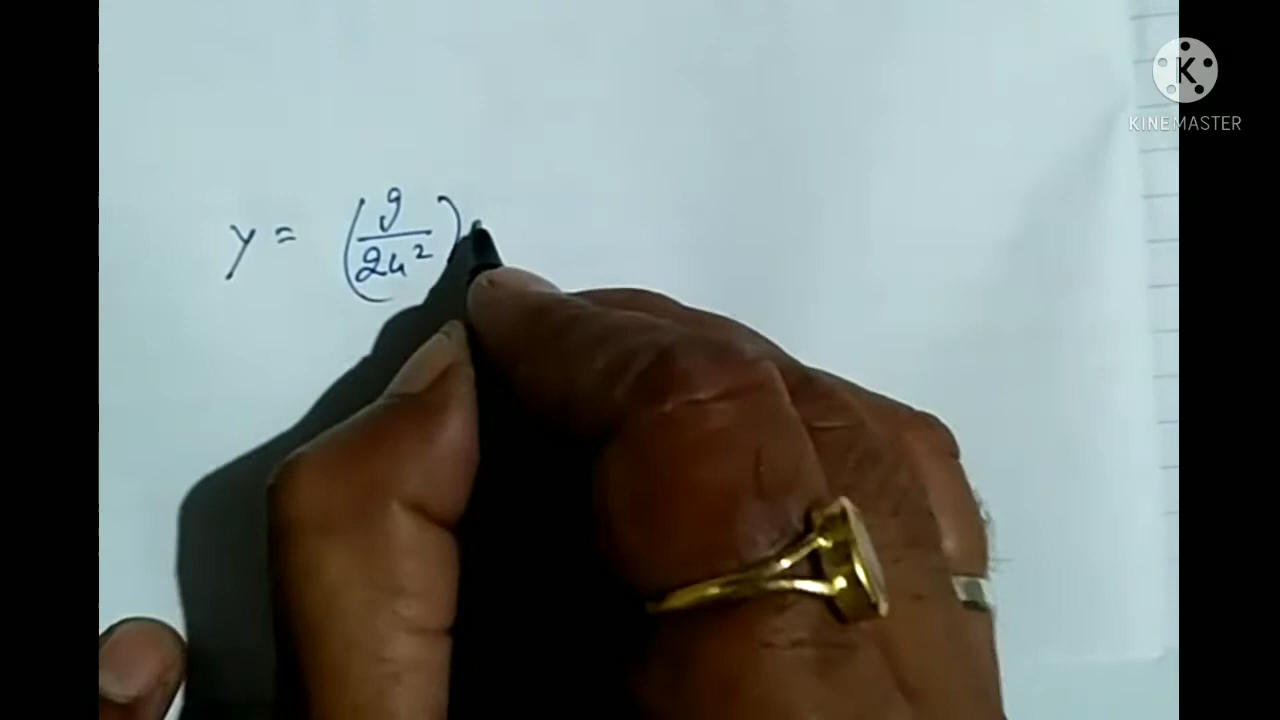 y = (g/2u²)
KINEMASTER